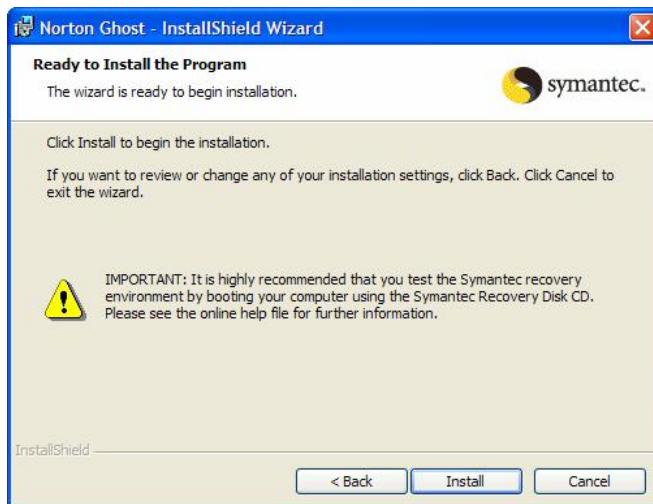 Norton Ghost - InstallShield Wizard
Ready to Install the Program
The wizard is ready to begin installation.
symantec.
Click Install to begin the installation.
If you want to review or change any of your installation settings, click Back. Click Cancel to
exit the wizard.
IMPORTANT: It is highly recommended that you test the Symantec recovery
environment by booting your computer using the Symantec Recovery Disk CD.
Please see the online help file for further information.
InstallShield
< Back
Install
Cancel